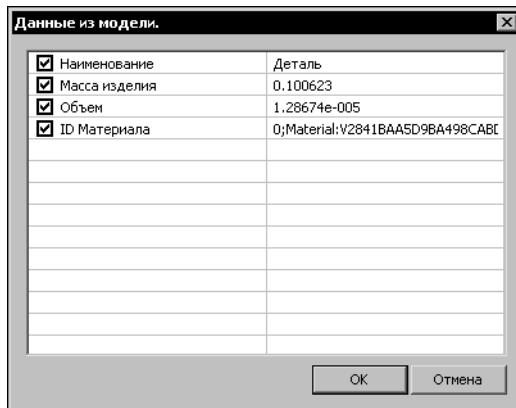 Данные из модели.
Наименование Деталь
Масса изделия 0.100623
Объем 1.28674e-005
ID Материала 0;Material:V2841BAA5D9BA498CABD
OK Отмена